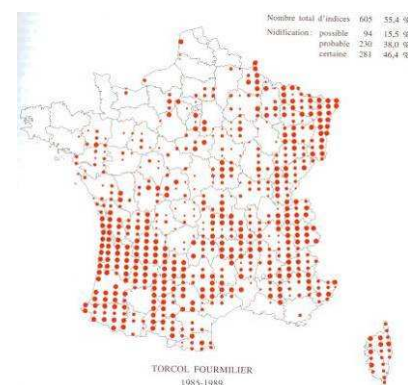 Nombre total d'indices 605 55,4 %
Nidification : possible 94 15,5 %
probable 230 38,0 %
certaine 281 46,4 %
TORCOL FOURMILIER
1985-1989